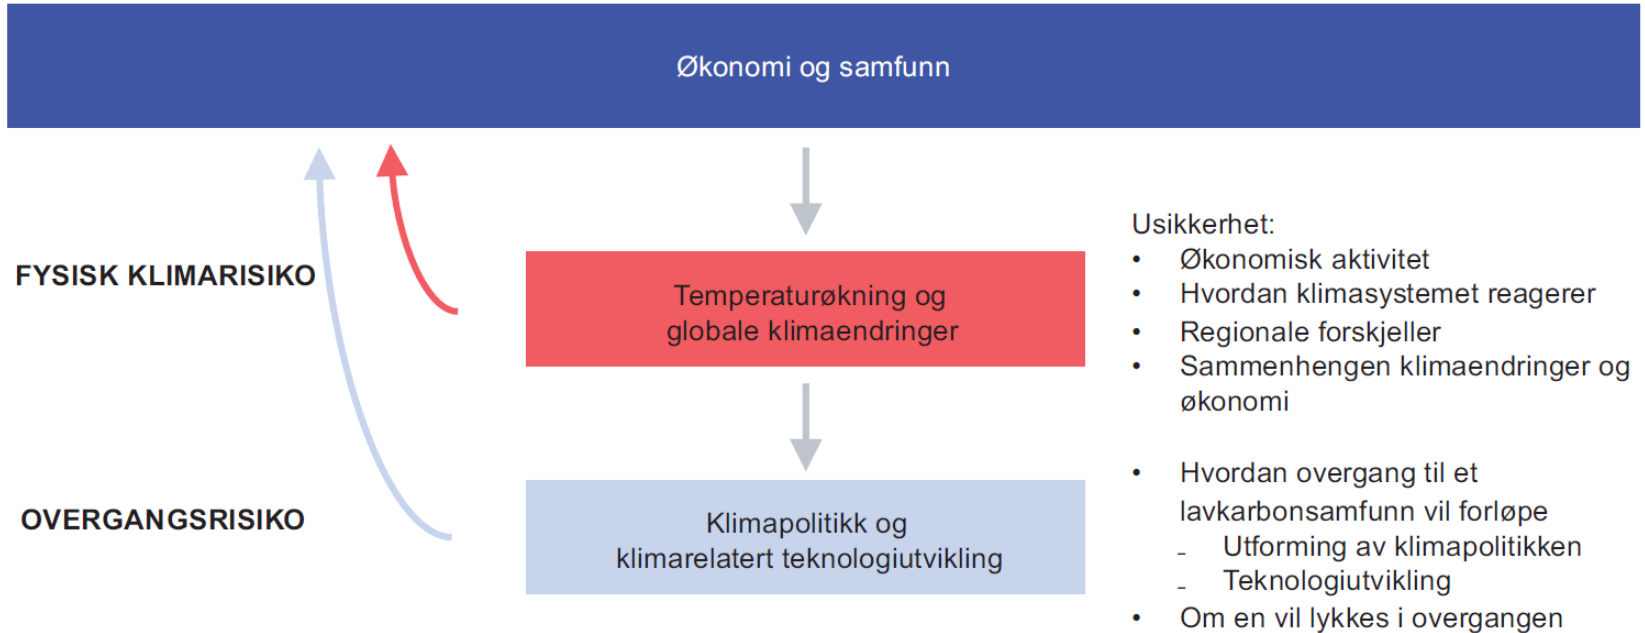 Økonomi og samfunn
FYSISK KLIMARISIKO
Temperaturøkning og
globale klimaendringer
Usikkerhet:
• Økonomisk aktivitet
• Hvordan klimasystemet reagerer
• Regionale forskjeller
• Sammenhengen klimaendringer og
økonomi
OVERGANGSRISIKO
Klimapolitikk og
klimarelatert teknologiutvikling
• Hvordan overgang til et
lavkarbonsamfunn vil forløpe
- Utforming av klimapolitikken
- Teknologiutvikling
• Om en vil lykkes i overgangen